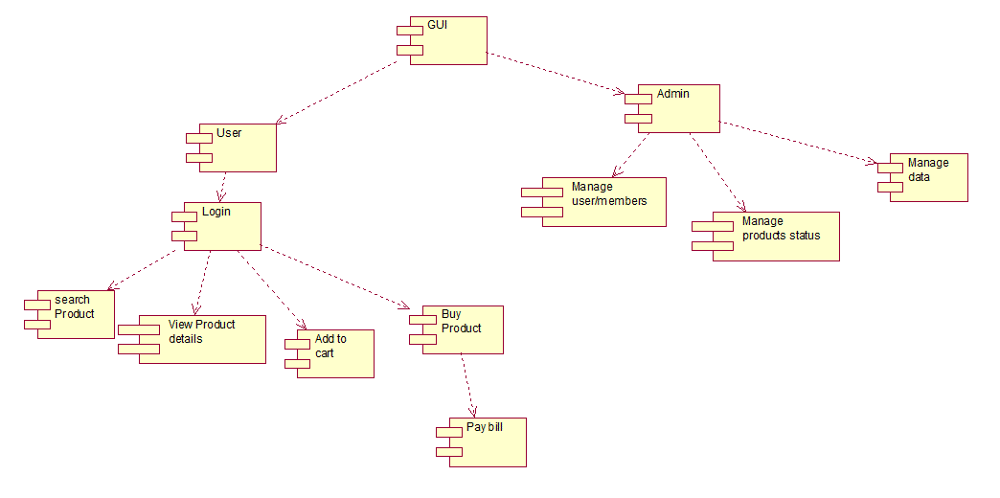 GUI
Admin
User
Manage
data
Manage
user/members
Login
Manage
products status
search
Product
View Product
details
Add to
cart
Buy
Product
Pay bill